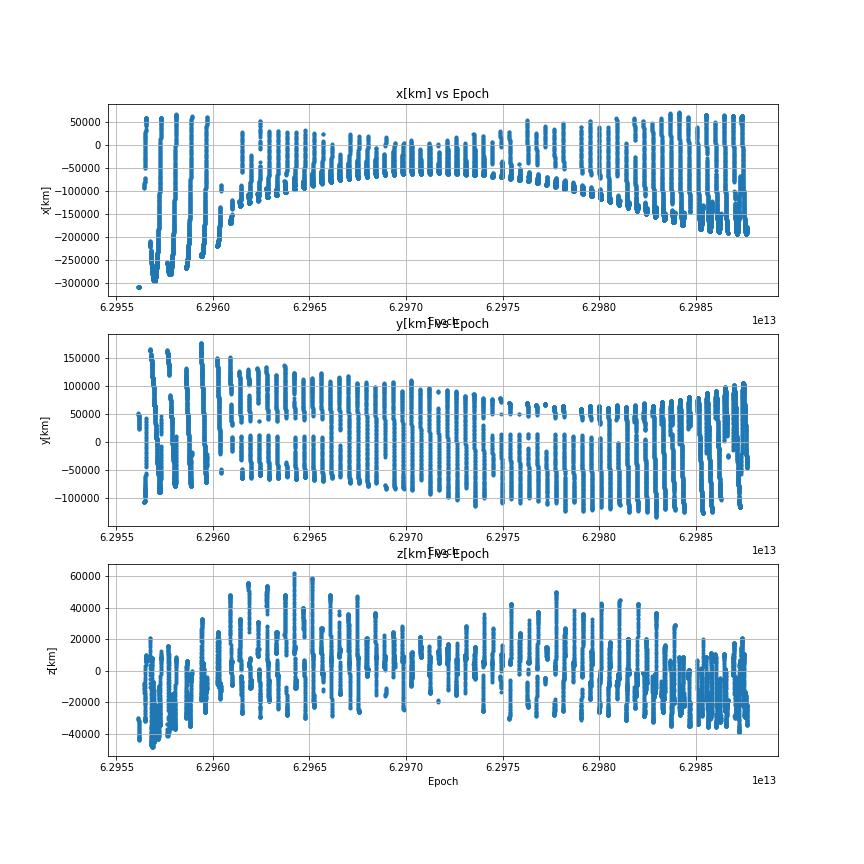 x[km] vs Epoch
50000
0
−50000
−100000
−150000
−200000
−250000
−300000
x[km]
6.2955 6.2960 6.2965 6.2970 6.2975 6.2980 6.2985
1e13
Epoch
y[km] vs Epoch
150000
100000
50000
0
−50000
−100000
y[km]
6.2955 6.2960 6.2965 6.2970 6.2975 6.2980 6.2985
1e13
Epoch
z[km] vs Epoch
60000
40000
20000
0
−20000
−40000
z[km]
6.2955 6.2960 6.2965 6.2970 6.2975 6.2980 6.2985
1e13
Epoch